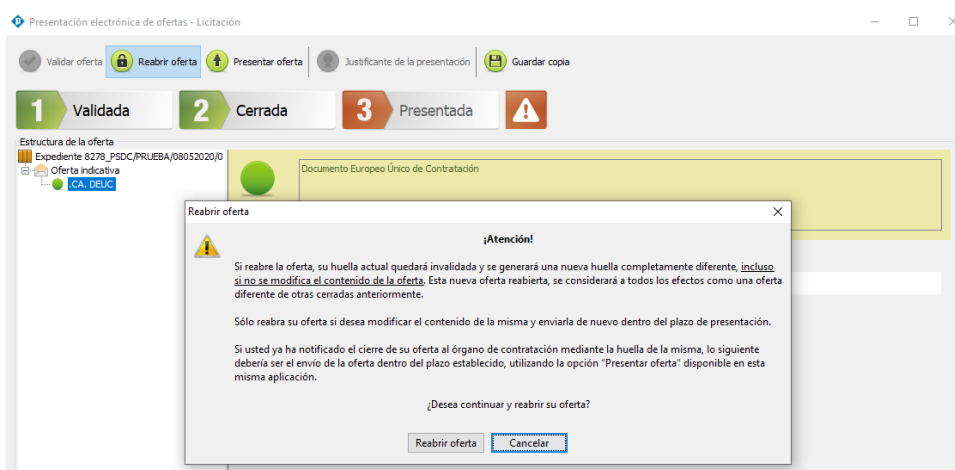 Presentación electrónica de ofertas - Licitación
Validar oferta Reabrir oferta Presentar oferta Justificante de la presentación Guardar copia
1 Validada 2 Cerrada 3 Presentada
Estructura de la oferta
Expediente 8278_PSDC/PRUEBA/08052020/0
Oferta indicativa
.CA. DEUC
Documento Europeo Único de Contratación
Reabrir oferta
¡Atención!
Si reabre la oferta, su huella actual quedará invalidada y se generará una nueva huella completamente diferente, incluso
si no se modifica el contenido de la oferta. Esta nueva oferta reabierta, se considerará a todos los efectos como una oferta
diferente de otras cerradas anteriormente.
Sólo reabra su oferta si desea modificar el contenido de la misma y enviarla de nuevo dentro del plazo de presentación.
Si usted ya ha notificado el cierre de su oferta al órgano de contratación mediante la huella de la misma, lo siguiente
debería ser el envío de la oferta dentro del plazo establecido, utilizando la opción "Presentar oferta" disponible en esta
misma aplicación.
¿Desea continuar y reabrir su oferta?
Reabrir oferta Cancelar